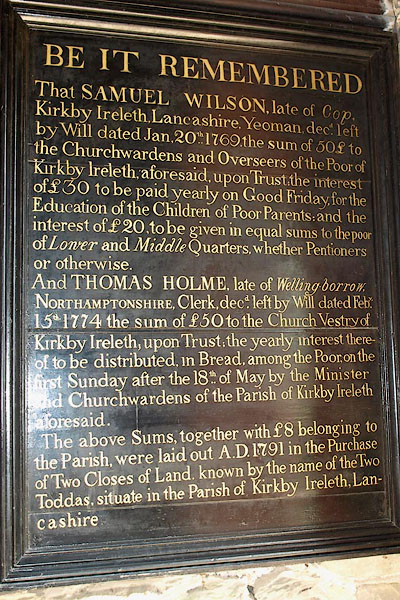 BE IT REMEMBERED
That SAMUEL WILSON, late of Cop,
Kirkby Ireleth, Lancashire, Yeoman, decd. left
by Will dated Jan. 20th 1769, the sum of 50£ to
the Churchwardens and Overseers of the Poor of
Kirkby Ireleth, aforesaid, upon Trust, the interest
of £30 to be paid yearly on Good Friday, for the
Education of the Children of Poor Parents: and the
interest of £20, to be given in equal sums to the poor
of Lower and Middle Quarters, whether Pentioners
or otherwise.
And THOMAS HOLME, late of Welling-borrow,
NORTHAMPTONSHIRE, Clerk, decd. left by Will dated Feb.
15th 1774 the sum of £50 to the Church Vestry of
Kirkby Ireleth, upon Trust, the yearly interest there-
of to be distributed, in Bread, among the Poor, on the
first Sunday after the 18th of May by the Minister
and Churchwardens of the Parish of Kirkby Ireleth
aforesaid.
The above Sums, together with £8 belonging to
the Parish, were laid out A.D. 1791 in the Purchase
of Two Closes of Land, known by the name of the Two
Toddas, situate in the Parish of Kirkby Ireleth, Lan-
cashire